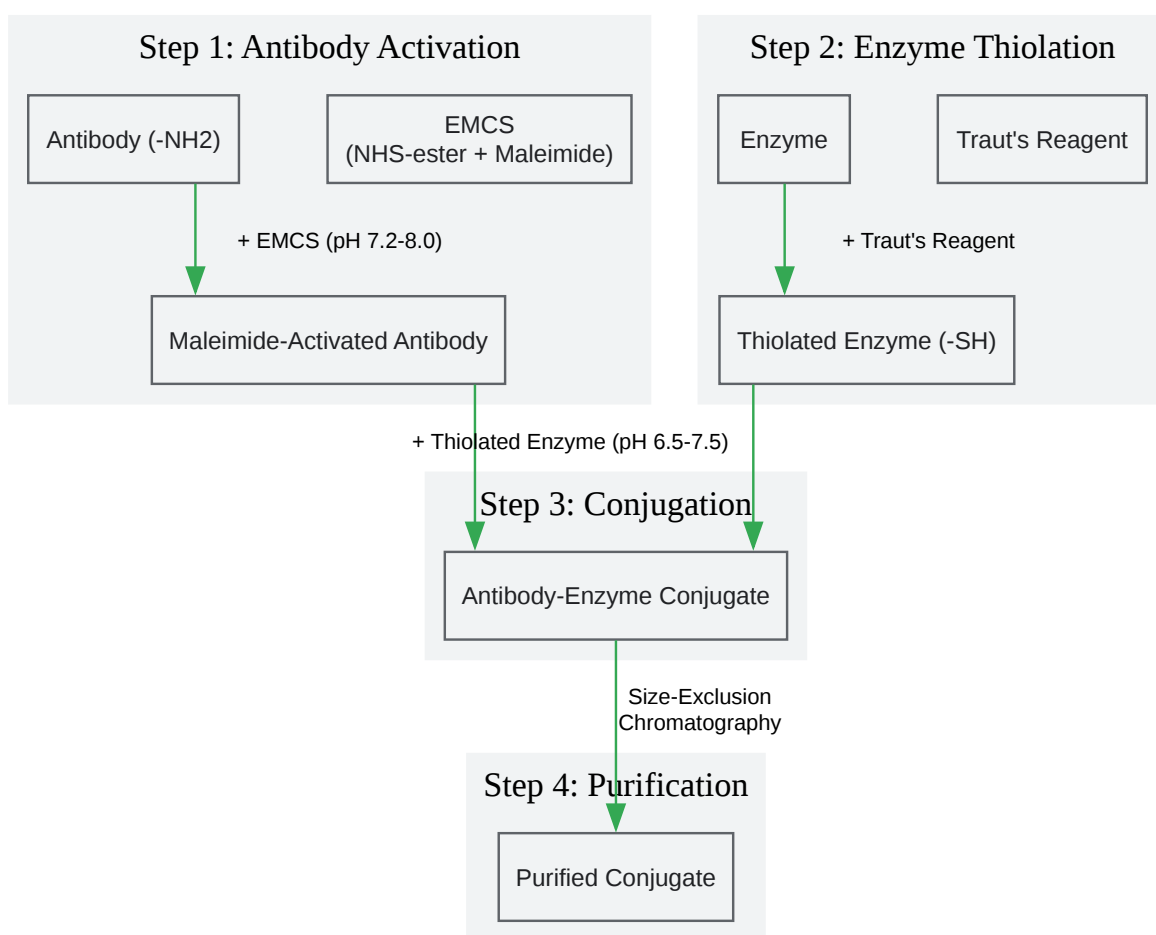 Step 1: Antibody Activation
Antibody (-NH2)
EMCS
(NHS-ester + Maleimide)
+ EMCS (pH 7.2-8.0)
Maleimide-Activated Antibody
Step 2: Enzyme Thiolation
Enzyme
Traut's Reagent
+ Traut's Reagent
Thiolated Enzyme (-SH)
+ Thiolated Enzyme (pH 6.5-7.5)
Step 3: Conjugation
Antibody-Enzyme Conjugate
Size-Exclusion
Chromatography
Step 4: Purification
Purified Conjugate